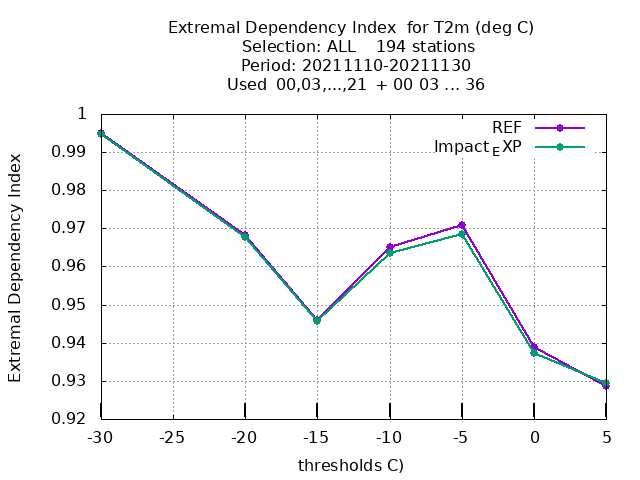 Extremal Dependency Index  for T2m (deg C)
Selection: ALL    194 stations
Period: 20211110-20211130
Used  00,03,...,21  + 00 03 ... 36
REF
Impact_EXP
1
0.99
0.98
0.97
0.96
0.95
0.94
0.93
0.92
Extremal Dependency Index
-30 -25 -20 -15 -10 -5 0 5
thresholds C)